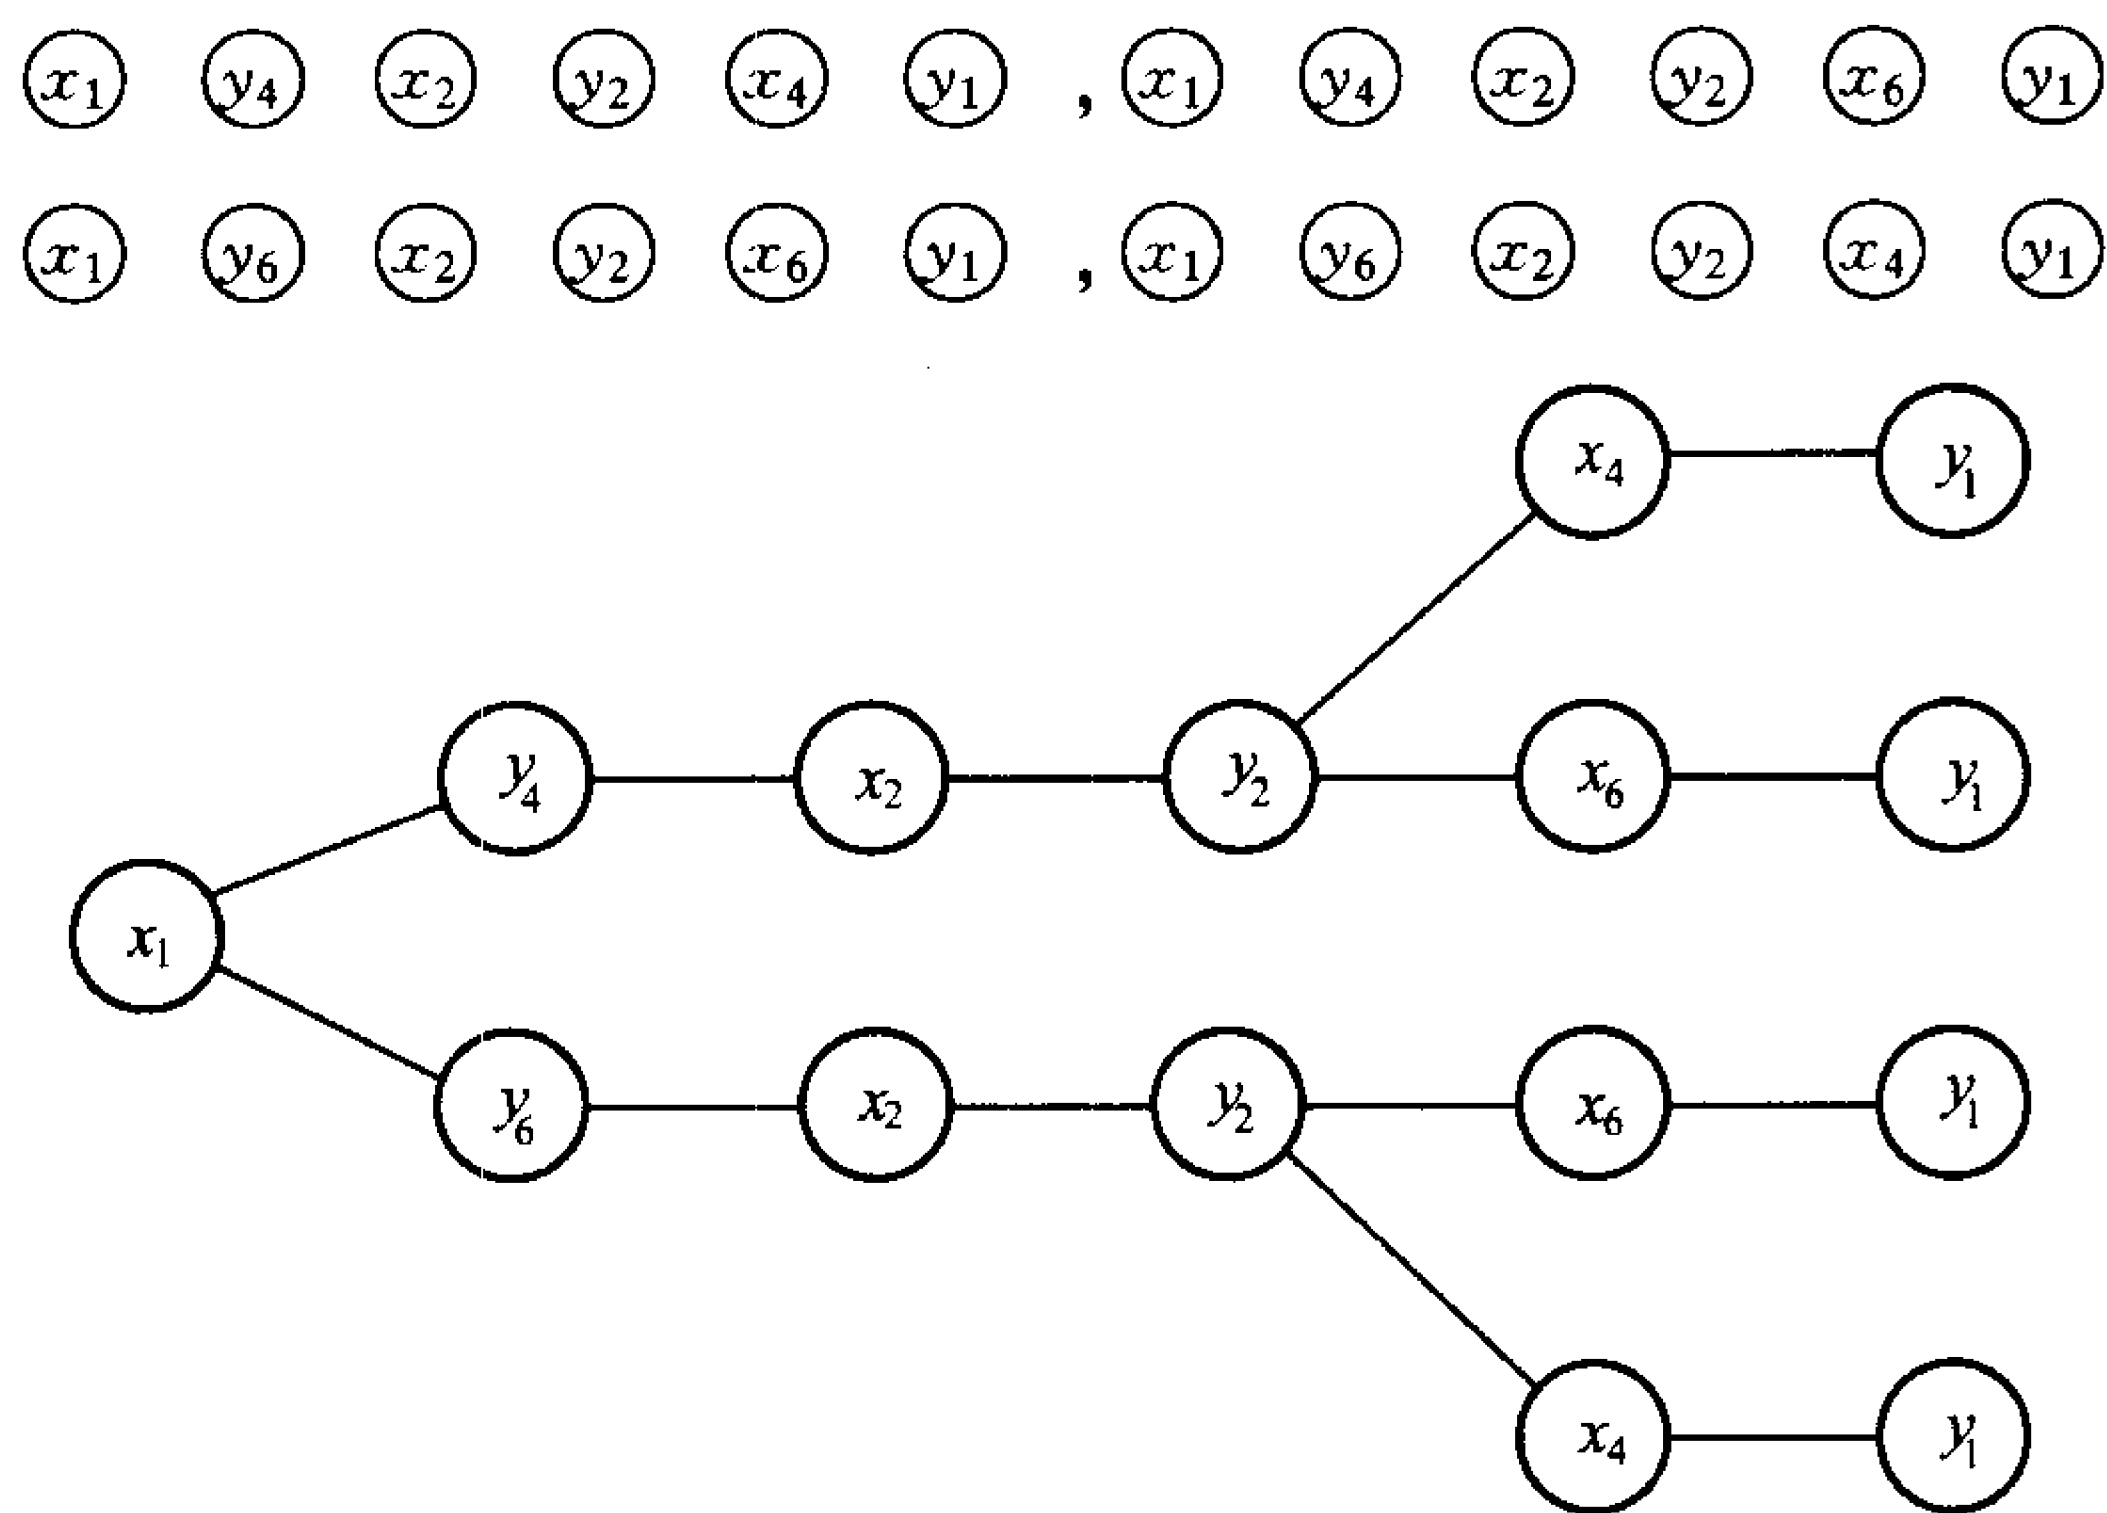 x1 y4 x2 y2 x4 y1 , x1 y4 x2 y2 x6 y1
x1 y6 x2 y2 x6 y1 , x1 y6 x2 y2 x4 y1
x4 y1
y4 x2 y2 x6 y1
x1
y6 x2 y2 x6 y1
x4 y1